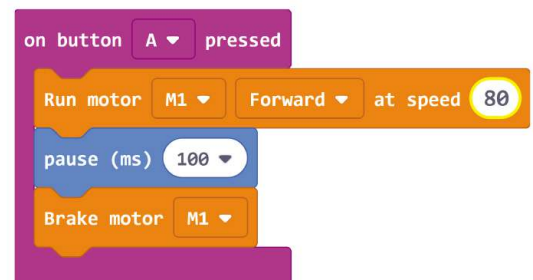 on button A pressed
Run motor M1 Forward at speed 80
pause (ms) 100
Brake motor M1